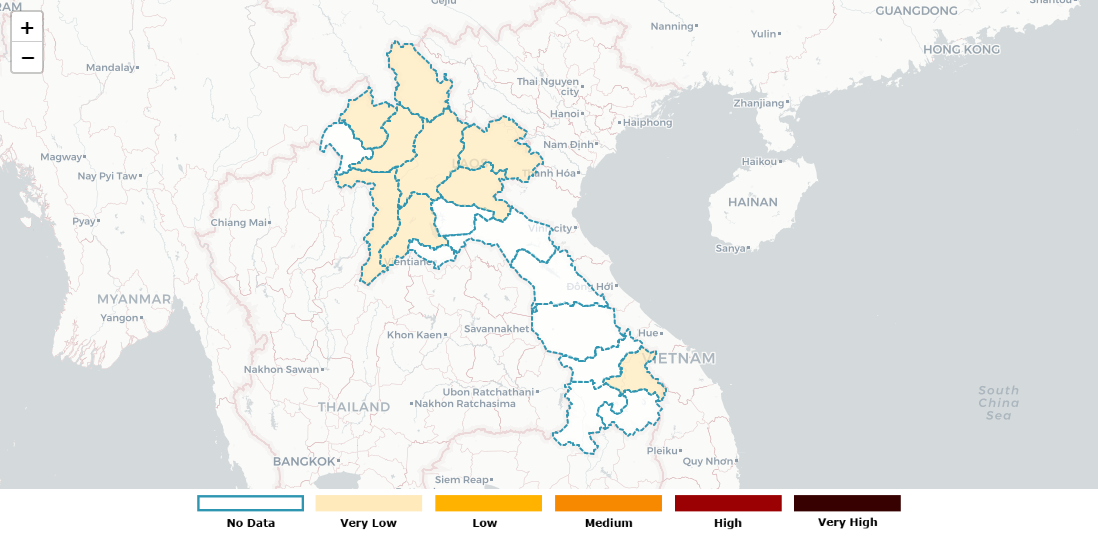 Gejiu
Shantou
GUANGDONG
RAM
+
Nanning
Yulin
HONG KONG
−
Mandalay
Thai Nguyen
city
Zhanjiang
Hanoi
Haiphong
Nam Định
Magway
LAOS
Haikou
Nay Pyi Taw
Thanh Hóa
HAINAN
Pyay
Chiang Mai
Vinh city
Sanya
Vientiane
Đồng Hới
MYANMAR
Yangon
Savannakhet
Khon Kaen
Hue
VIETNAM
Nakhon Sawan
Ubon Ratchathani
South
China
Sea
THAILAND
Nakhon Ratchasima
Pleiku
BANGKOK
Quy Nhơn
Siem Reap
No Data
Very Low
Low
Medium
High
Very High